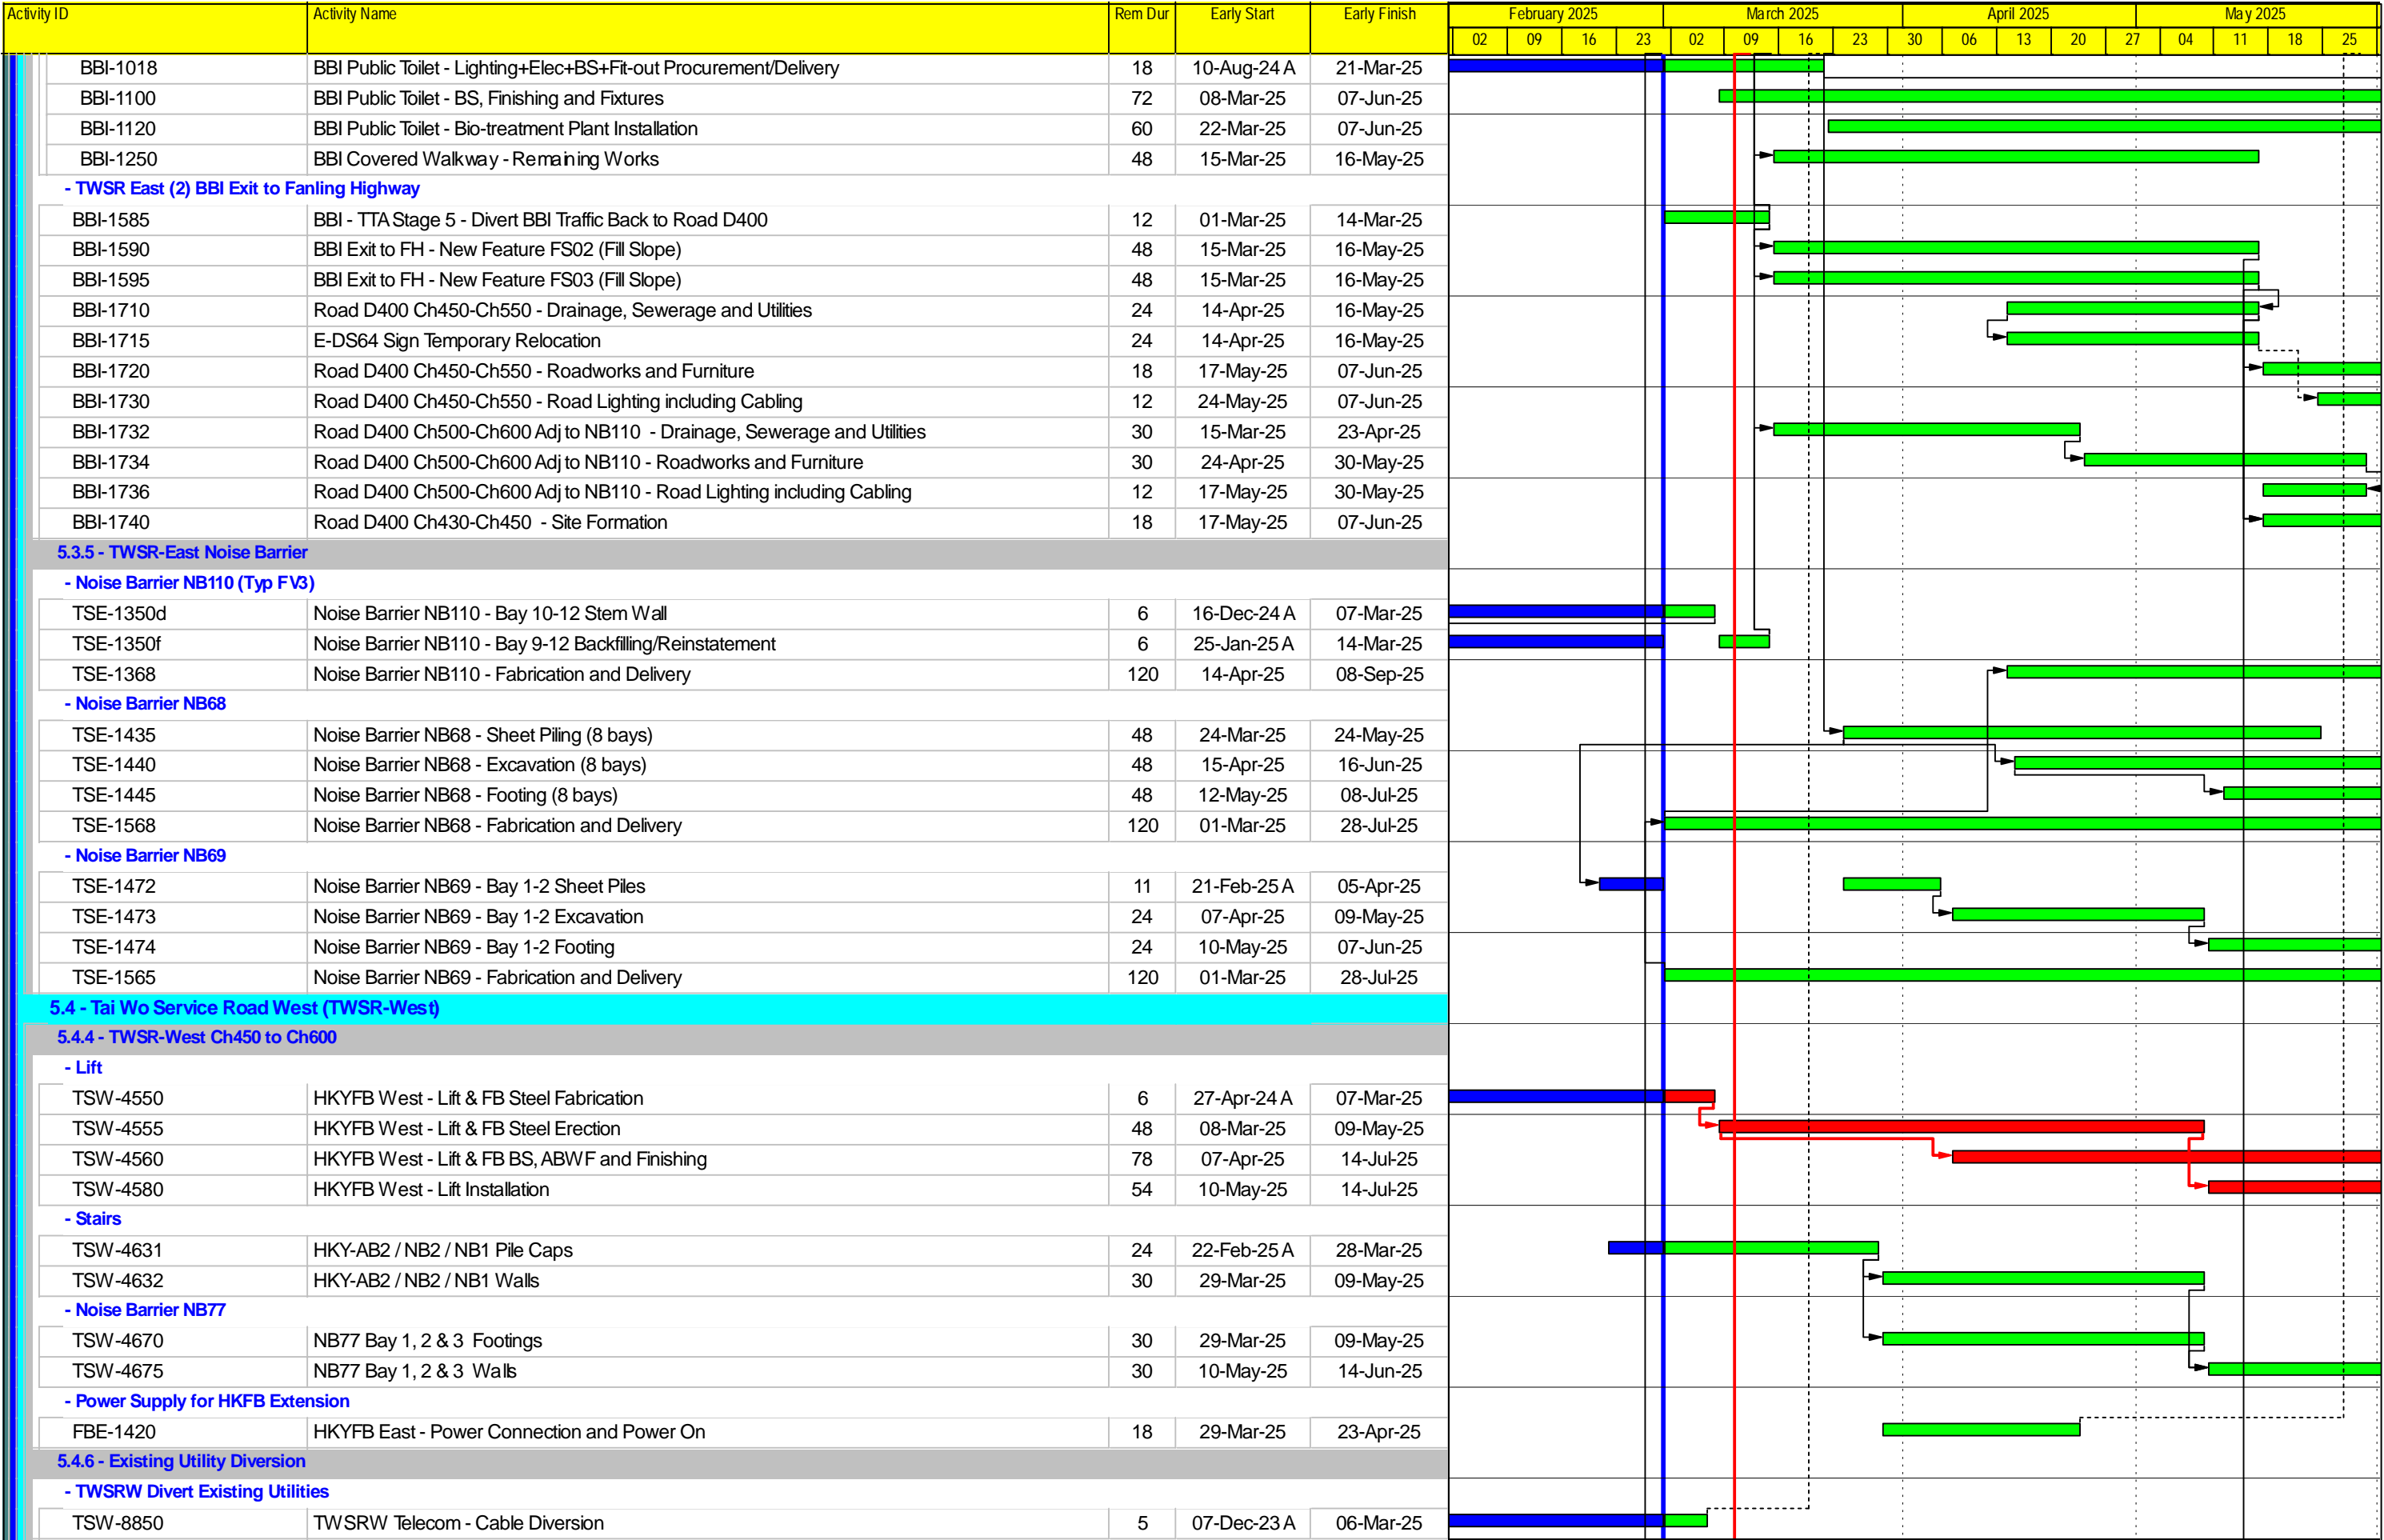 Activity ID Activity Name Rem Dur Early Start Early Finish February 2025 March 2025 April 2025 May 2025
02 09 16 23 02 09 16 23 30 06 13 20 27 04 11 18 25
BBI-1018 BBI Public Toilet - Lighting+Elec+BS+Fit-out Procurement/Delivery 18 10-Aug-24 A 21-Mar-25
BBI-1100 BBI Public Toilet - BS, Finishing and Fixtures 72 08-Mar-25 07-Jun-25
BBI-1120 BBI Public Toilet - Bio-treatment Plant Installation 60 22-Mar-25 07-Jun-25
BBI-1250 BBI Covered Walkway - Remaining Works 48 15-Mar-25 16-May-25
- TWSR East (2) BBI Exit to Fanling Highway
BBI-1585 BBI - TTA Stage 5 - Divert BBI Traffic Back to Road D400 12 01-Mar-25 14-Mar-25
BBI-1590 BBI Exit to FH - New Feature FS02 (Fill Slope) 48 15-Mar-25 16-May-25
BBI-1595 BBI Exit to FH - New Feature FS03 (Fill Slope) 48 15-Mar-25 16-May-25
BBI-1710 Road D400 Ch450-Ch550 - Drainage, Sewerage and Utilities 24 14-Apr-25 16-May-25
BBI-1715 E-DS64 Sign Temporary Relocation 24 14-Apr-25 16-May-25
BBI-1720 Road D400 Ch450-Ch550 - Roadworks and Furniture 18 17-May-25 07-Jun-25
BBI-1730 Road D400 Ch450-Ch550 - Road Lighting including Cabling 12 24-May-25 07-Jun-25
BBI-1732 Road D400 Ch500-Ch600 Adj to NB110 - Drainage, Sewerage and Utilities 30 15-Mar-25 23-Apr-25
BBI-1734 Road D400 Ch500-Ch600 Adj to NB110 - Roadworks and Furniture 30 24-Apr-25 30-May-25
BBI-1736 Road D400 Ch500-Ch600 Adj to NB110 - Road Lighting including Cabling 12 17-May-25 30-May-25
BBI-1740 Road D400 Ch430-Ch450 - Site Formation 18 17-May-25 07-Jun-25
5.3.5 - TWSR-East Noise Barrier
- Noise Barrier NB110 (Typ FV3)
TSE-1350d Noise Barrier NB110 - Bay 10-12 Stem Wall 6 16-Dec-24 A 07-Mar-25
TSE-1350f Noise Barrier NB110 - Bay 9-12 Backfilling/Reinstatement 6 25-Jan-25 A 14-Mar-25
TSE-1368 Noise Barrier NB110 - Fabrication and Delivery 120 14-Apr-25 08-Sep-25
- Noise Barrier NB68
TSE-1435 Noise Barrier NB68 - Sheet Piling (8 bays) 48 24-Mar-25 24-May-25
TSE-1440 Noise Barrier NB68 - Excavation (8 bays) 48 15-Apr-25 16-Jun-25
TSE-1445 Noise Barrier NB68 - Footing (8 bays) 48 12-May-25 08-Jul-25
TSE-1568 Noise Barrier NB68 - Fabrication and Delivery 120 01-Mar-25 28-Jul-25
- Noise Barrier NB69
TSE-1472 Noise Barrier NB69 - Bay 1-2 Sheet Piles 11 21-Feb-25 A 05-Apr-25
TSE-1473 Noise Barrier NB69 - Bay 1-2 Excavation 24 07-Apr-25 09-May-25
TSE-1474 Noise Barrier NB69 - Bay 1-2 Footing 24 10-May-25 07-Jun-25
TSE-1565 Noise Barrier NB69 - Fabrication and Delivery 120 01-Mar-25 28-Jul-25
5.4 - Tai Wo Service Road West (TWSR-West)
5.4.4 - TWSR-West Ch450 to Ch600
- Lift
TSW-4550 HKYFB West - Lift & FB Steel Fabrication 6 27-Apr-24 A 07-Mar-25
TSW-4555 HKYFB West - Lift & FB Steel Erection 48 08-Mar-25 09-May-25
TSW-4560 HKYFB West - Lift & FB BS, ABWF and Finishing 78 07-Apr-25 14-Jul-25
TSW-4580 HKYFB West - Lift Installation 54 10-May-25 14-Jul-25
- Stairs
TSW-4631 HKY-AB2 / NB2 / NB1 Pile Caps 24 22-Feb-25 A 28-Mar-25
TSW-4632 HKY-AB2 / NB2 / NB1 Walls 30 29-Mar-25 09-May-25
- Noise Barrier NB77
TSW-4670 NB77 Bay 1, 2 & 3 Footings 30 29-Mar-25 09-May-25
TSW-4675 NB77 Bay 1, 2 & 3 Walls 30 10-May-25 14-Jun-25
- Power Supply for HKFB Extension
FBE-1420 HKYFB East - Power Connection and Power On 18 29-Mar-25 23-Apr-25
5.4.6 - Existing Utility Diversion
- TWSRW Divert Existing Utilities
TSW-8850 TWSRW Telecom - Cable Diversion 5 07-Dec-23 A 06-Mar-25